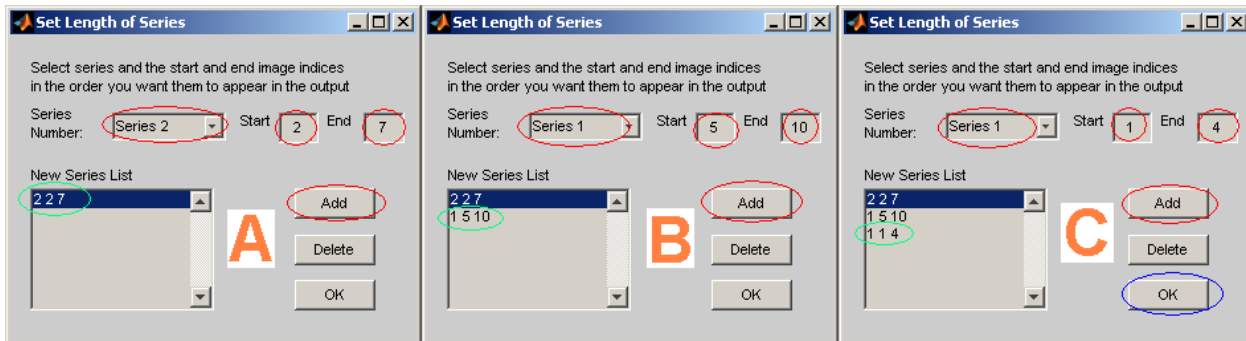 Set Length of Series
Select series and the start and end image indices
in the order you want them to appear in the output
Series
Number:
Series 2
Start
2
End
7
New Series List
2 2 7
Add
A
Delete
OK
Set Length of Series
Select series and the start and end image indices
in the order you want them to appear in the output
Series
Number:
Series 1
Start
5
End
10
New Series List
2 2 7
1 5 10
Add
B
Delete
OK
Set Length of Series
Select series and the start and end image indices
in the order you want them to appear in the output
Series
Number:
Series 1
Start
1
End
4
New Series List
2 2 7
1 5 10
1 1 4
Add
C
Delete
OK